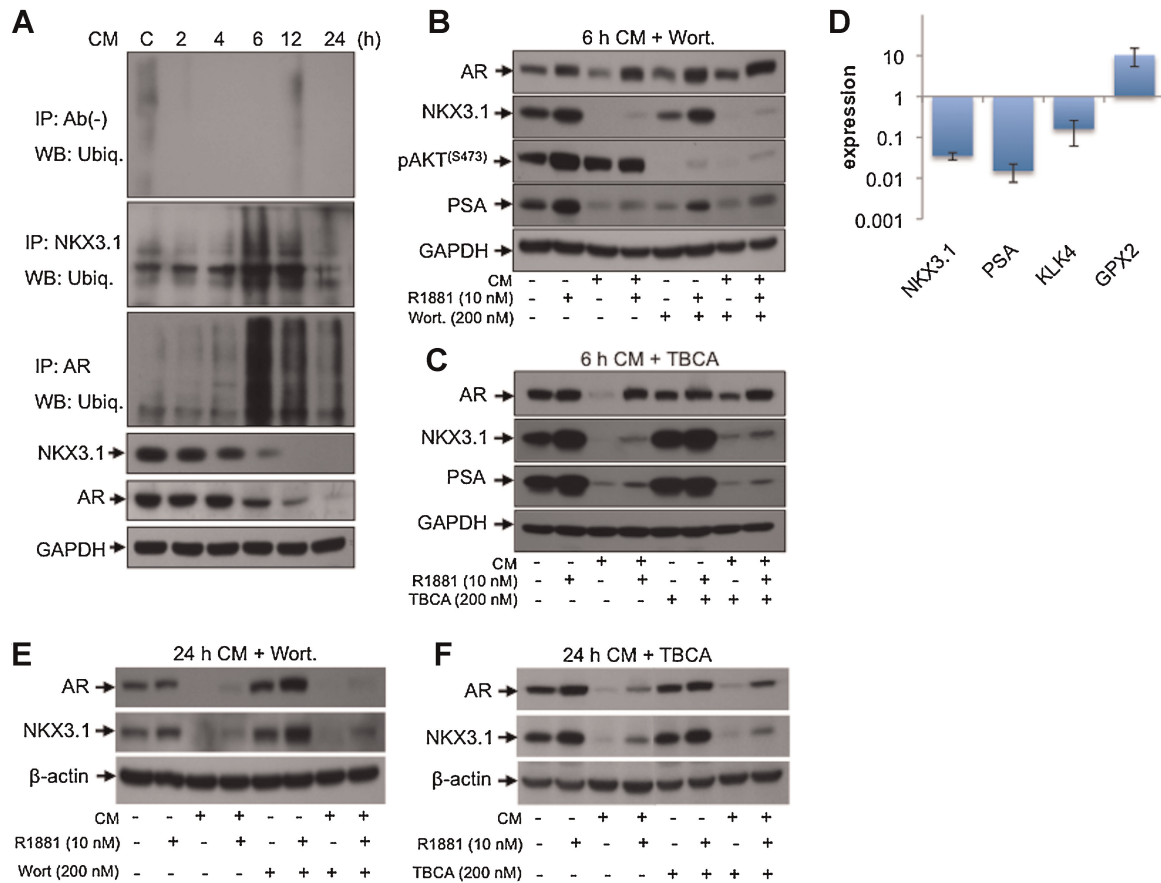 A
CM C 2 4 6 12 24 (h)
IP: Ab(-)
WB: Ubiq.
IP: NKX3.1
WB: Ubiq.
IP: AR
WB: Ubiq.
NKX3.1
AR
GAPDH
B
6 h CM + Wort.
AR
NKX3.1
pAKT(S473)
PSA
GAPDH
CM - - + + - - + +
R1881 (10 nM) - + - + - + - +
Wort. (200 nM) - - - - + + + +
C
6 h CM + TBCA
AR
NKX3.1
PSA
GAPDH
CM - - + + - - + +
R1881 (10 nM) - + - + - + - +
TBCA (200 nM) - - - - + + + +
D
expression
10
1
0.1
0.01
0.001
NKX3.1
PSA
KLK4
GPX2
E
24 h CM + Wort.
AR
NKX3.1
β-actin
CM - - + + - - + +
R1881 (10 nM) - + - + - + - +
Wort (200 nM) - - - - + + + +
F
24 h CM + TBCA
AR
NKX3.1
β-actin
CM - - + + - - + +
R1881 (10 nM) - + - + - + - +
TBCA (200 nM) - - - - + + + +